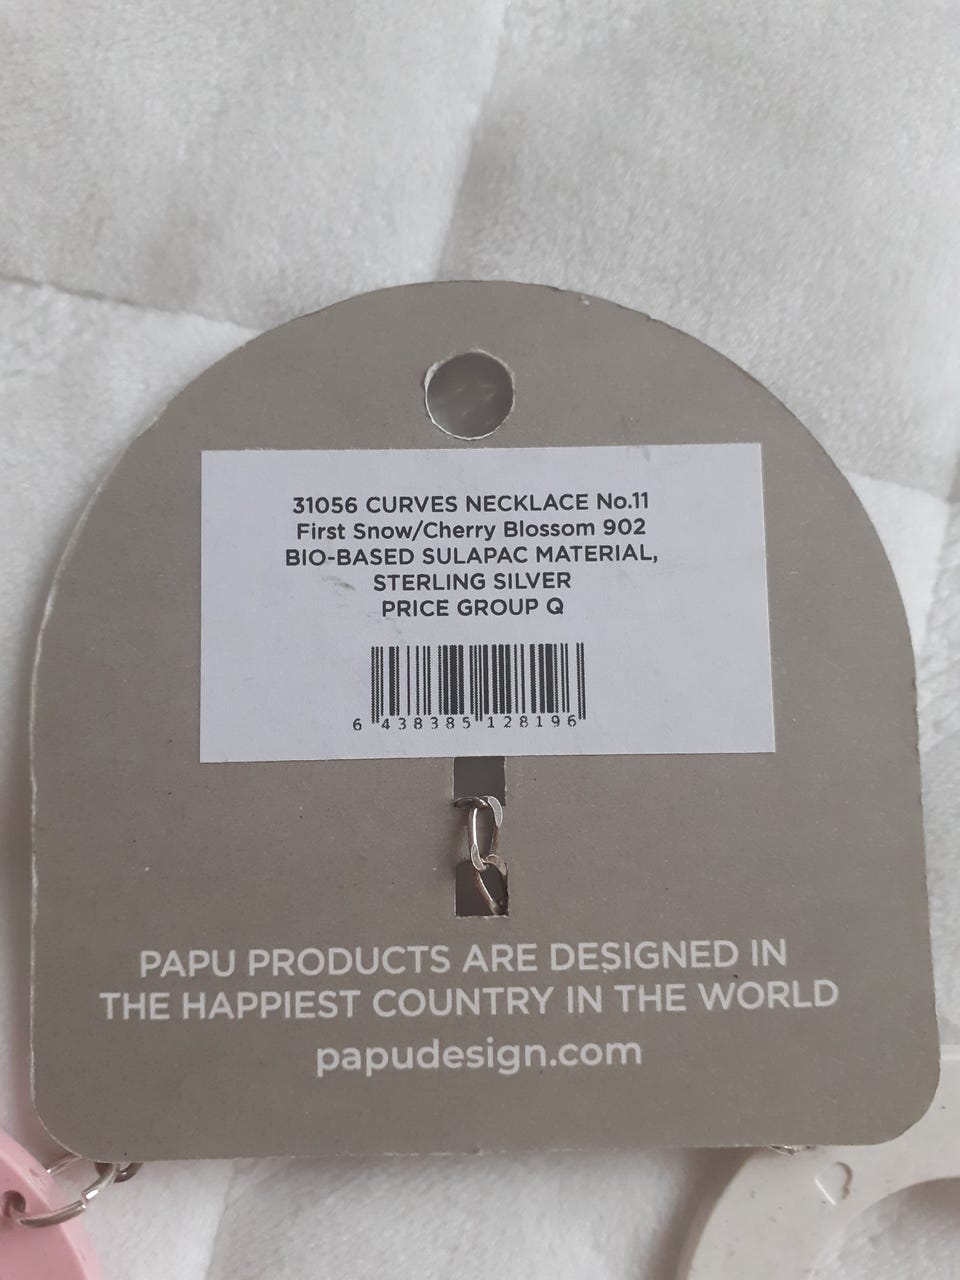 31056 CURVES NECKLACE No.11
First Snow/Cherry Blossom 902
BIO-BASED SULAPAC MATERIAL,
STERLING SILVER
PRICE GROUP Q
6 438385 128196
PAPU PRODUCTS ARE DESIGNED IN
THE HAPPIEST COUNTRY IN THE WORLD
papudesign.com